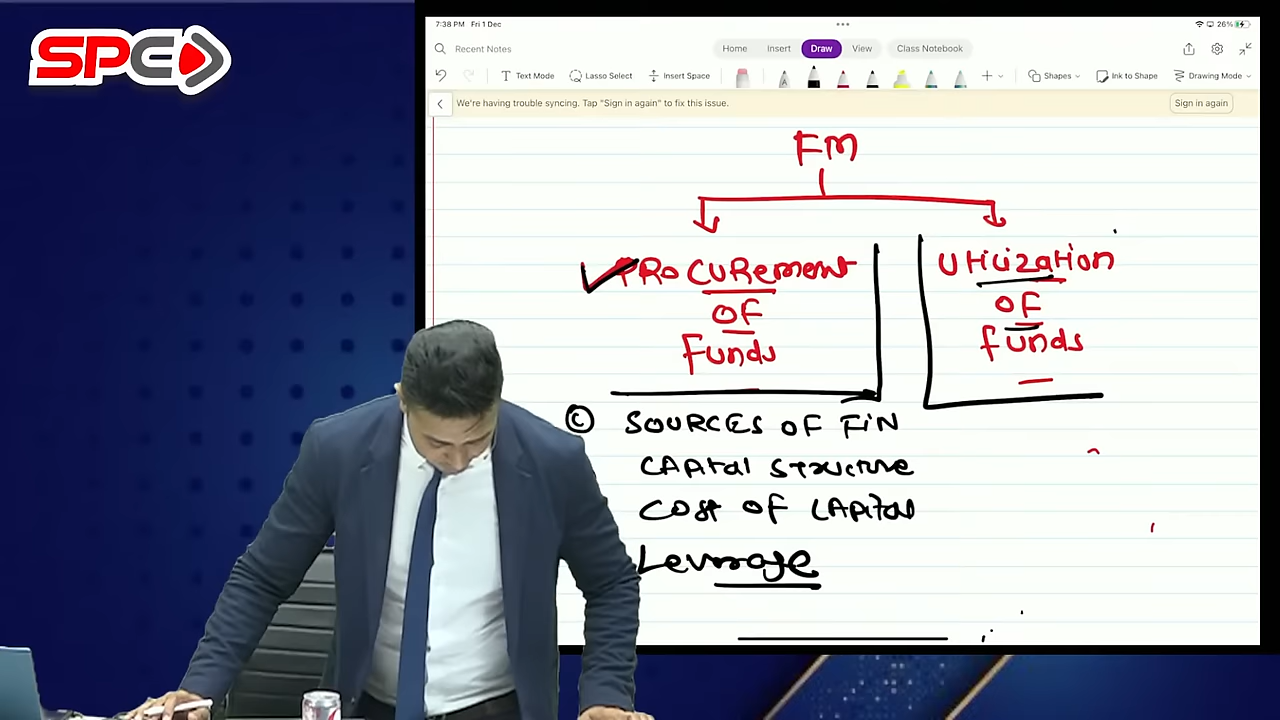 SPC
7:38 PM Fri 1 Dec
26%
Recent Notes
Home Insert Draw View Class Notebook
Text Mode Lasso Select Insert Space Shapes Ink to Shape Drawing Mode
We're having trouble syncing. Tap "Sign in again" to fix this issue.
Sign in again
FM
PROCUREment
OF
Funds
Utilization
OF
funds
© SOURCES OF FIN
CAPital structure
COST OF CAPital
Leverage